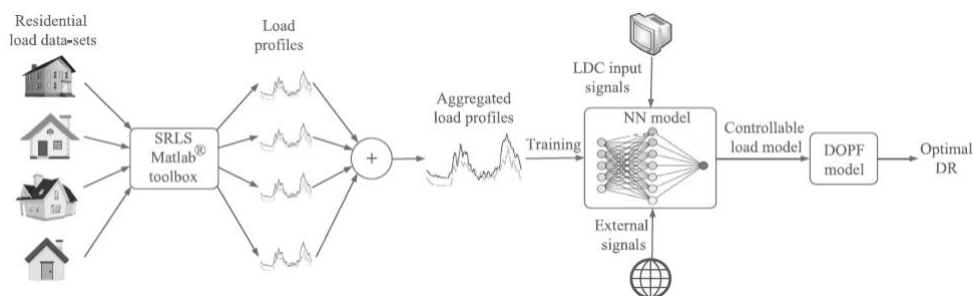 Residential
load data-sets
Load
profiles
SRLS
Matlab®
toolbox
+
Aggregated
load profiles
Training
LDC input
signals
NN model
External
signals
Controllable
load model
DOPF
model
Optimal
DR